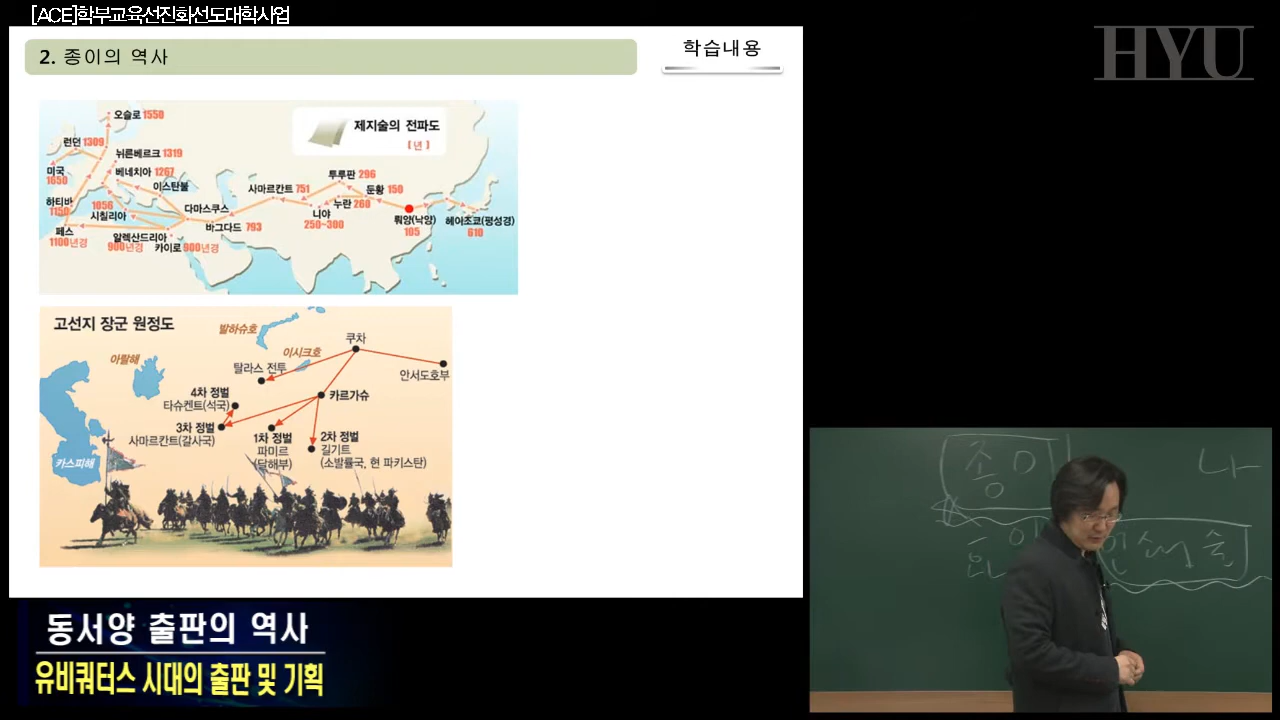 [ACE]학부교육선진화선도대학사업
2. 종이의 역사
학습내용
HYU
제지술의 전파도
[년]
오슬로 1550
런던 1309
뉘른베르크 1319
미국 1650
베네치아 1267
이스탄불
투루판 296
사마르칸트 751
둔황 150
누란 260
하티바 1150
1056
시칠리아
다마스쿠스
니야 250~300
뤄양(낙양) 105
헤아조쿄(평성경) 610
바그다드 793
페스 1100년경
알렉산드리아 900년경
카이로 900년경
고선지 장군 원정도
발하슈호
쿠차
이시크호
아랄해
탈라스 전투
안서도호부
4차 정벌
타슈켄트(석국)
카르가슈
3차 정벌
사마르칸트(갈사국)
1차 정벌
파미르
(달해부)
2차 정벌
길기트
(소발률국, 현 파키스탄)
카스피해
종이
나
인쇄술
동서양 출판의 역사
유비쿼터스 시대의 출판 및 기획